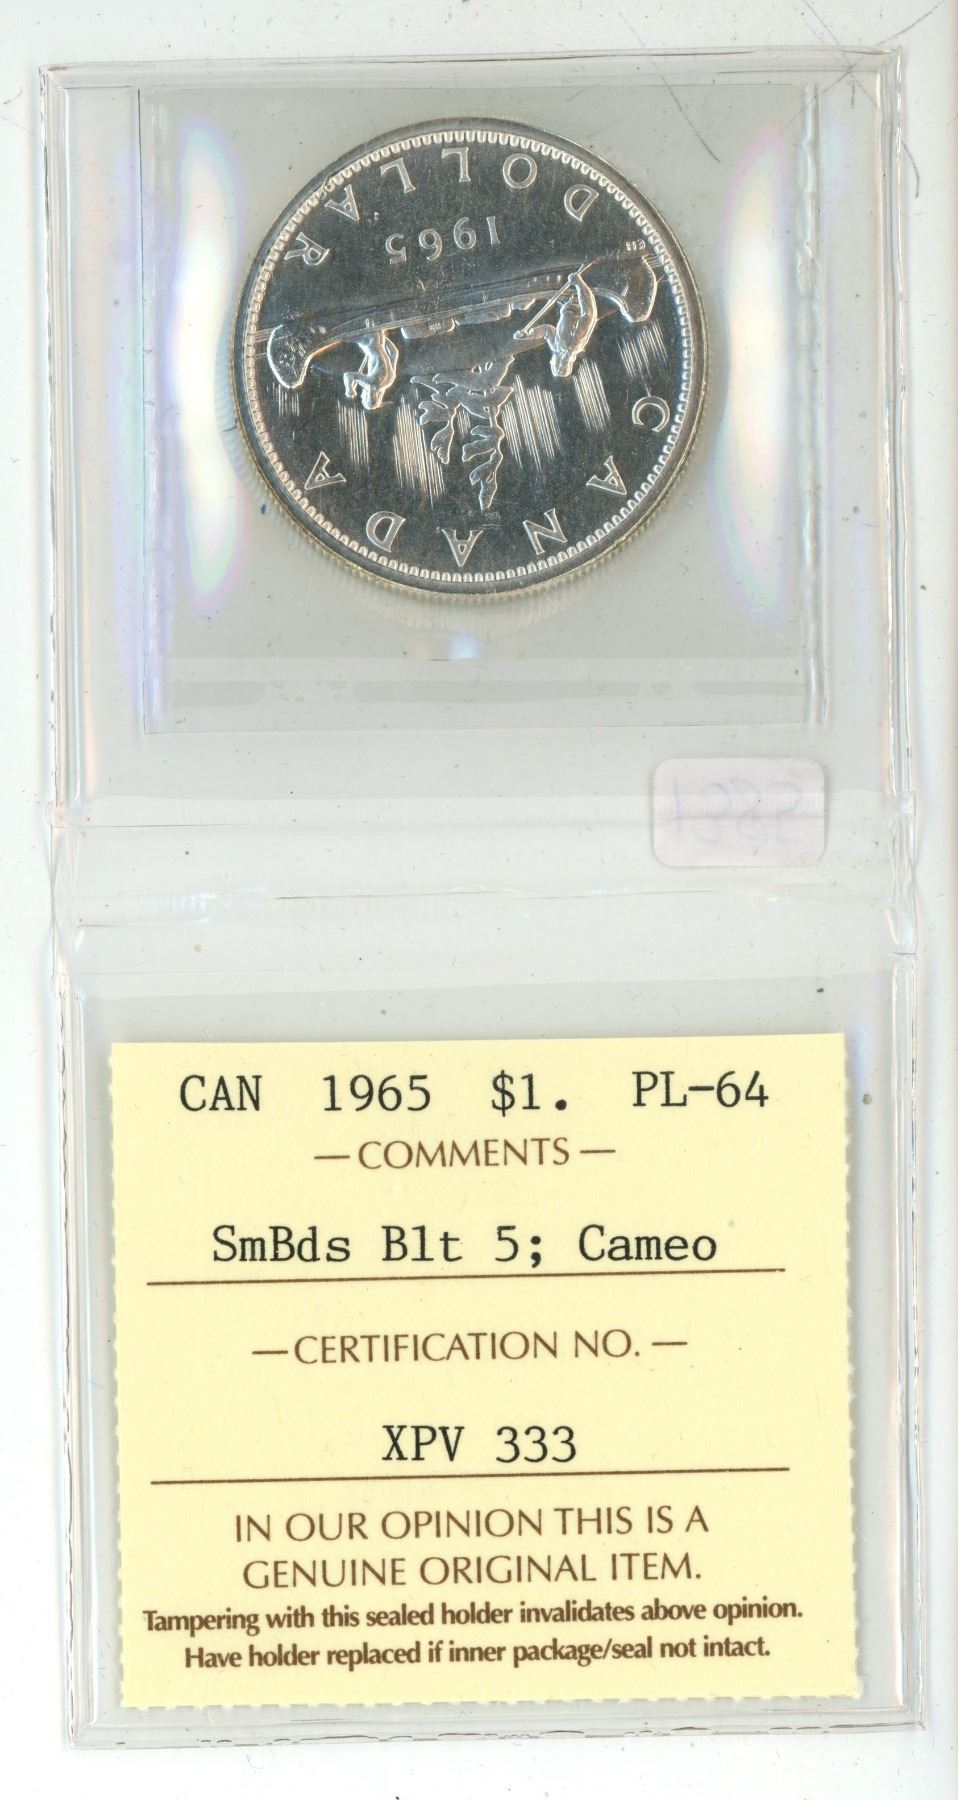 CANADA
1965
DOLLAR
CAN 1965 $1. PL-64
— COMMENTS —
SmBds Blt 5; Cameo
— CERTIFICATION NO. —
XPV 333
IN OUR OPINION THIS IS A
GENUINE ORIGINAL ITEM.
Tampering with this sealed holder invalidates above opinion.
Have holder replaced if inner package/seal not intact.